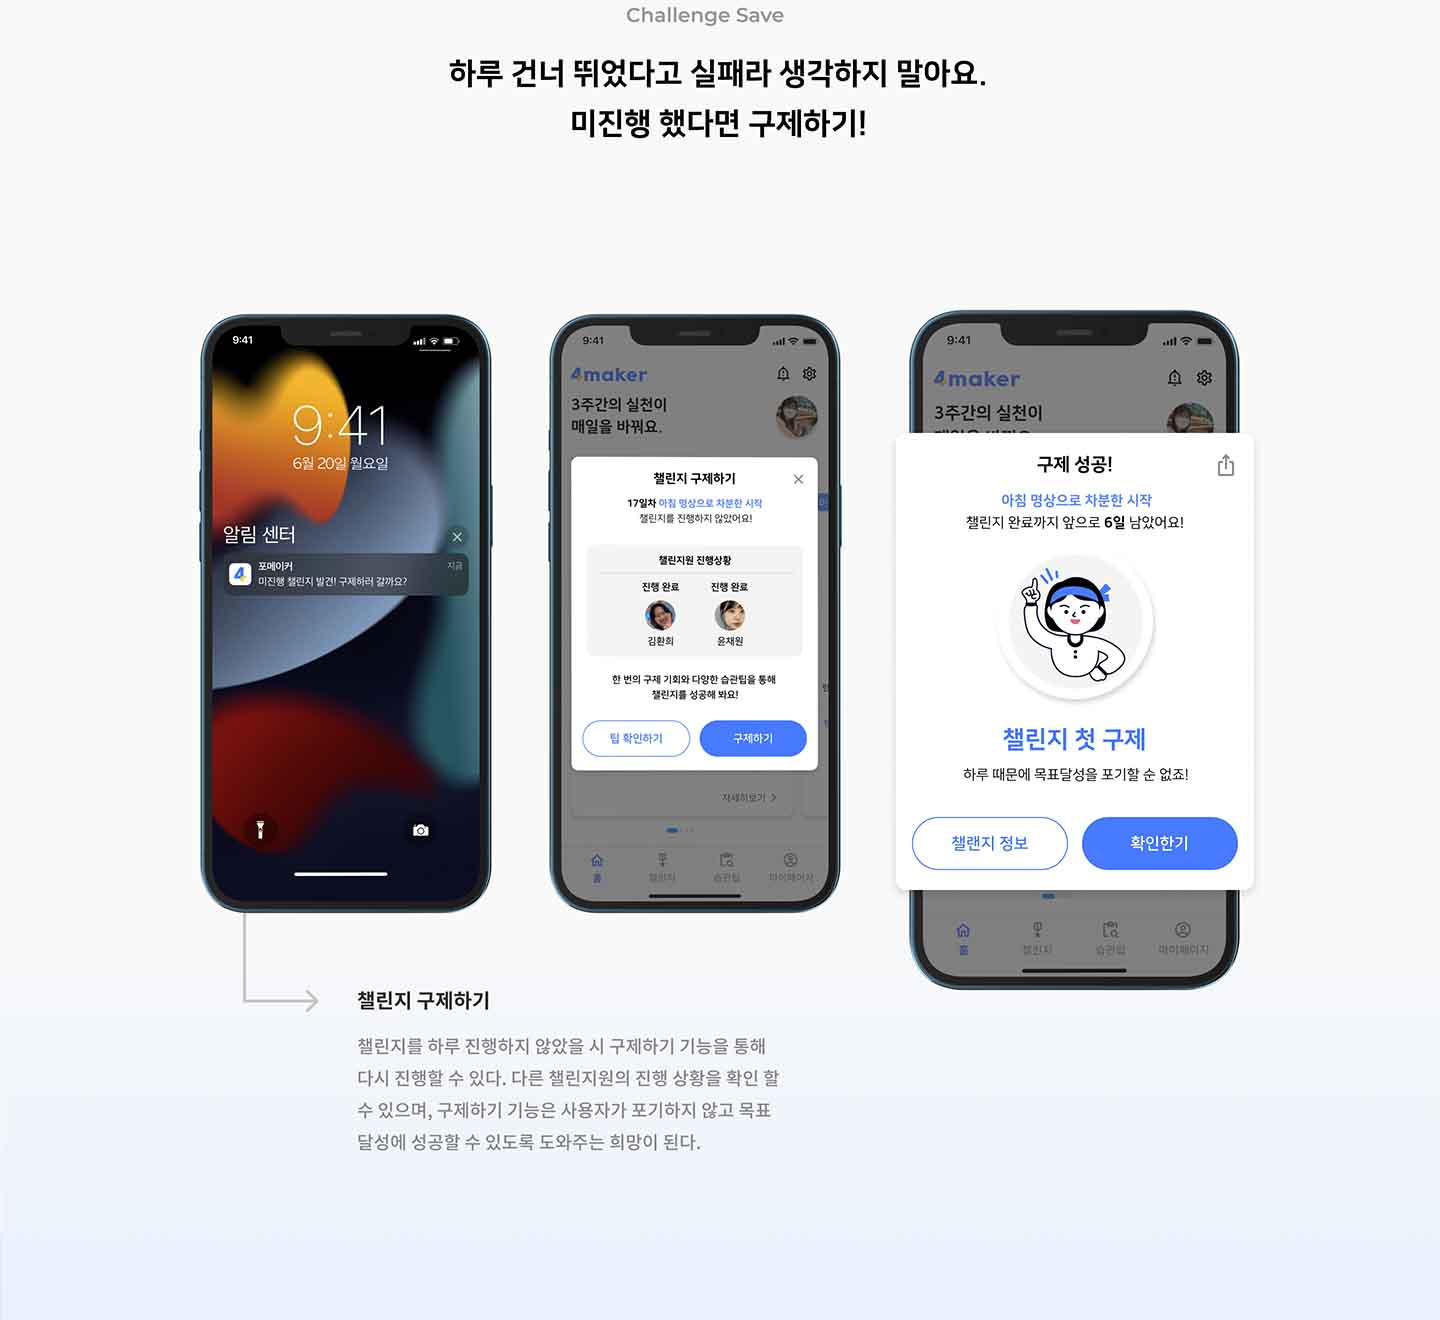 Challenge Save
하루 건너 뛰었다고 실패라 생각하지 말아요.
미진행 했다면 구제하기!
9:41
9:41
6월 20일 월요일
알림 센터
포메이커
지금
미진행 챌린지 발견! 구제하러 갈까요?
9:41
4maker
3주간의 실천이
매일을 바꿔요.
챌린지 구제하기
17일차 아침 명상으로 차분한 시작
챌린지를 진행하지 않았어요!
챌린지원 진행상황
진행 완료 진행 완료
김환희 윤재원
한 번의 구제 기회와 다양한 습관팁을 통해
챌린지를 성공해 봐요!
팁 확인하기 구제하기
자세히보기
홈 챌린지 습관팁 마이페이지
9:41
4maker
3주간의 실천이
구제 성공!
아침 명상으로 차분한 시작
챌린지 완료까지 앞으로 6일 남았어요!
챌린지 첫 구제
하루 때문에 목표달성을 포기할 순 없죠!
챌랜지 정보 확인한기
홈 챌린지 습관팁 마이페이지
챌린지 구제하기
챌린지를 하루 진행하지 않았을 시 구제하기 기능을 통해
다시 진행할 수 있다. 다른 챌린지원의 진행 상황을 확인 할
수 있으며, 구제하기 기능은 사용자가 포기하지 않고 목표
달성에 성공할 수 있도록 도와주는 희망이 된다.